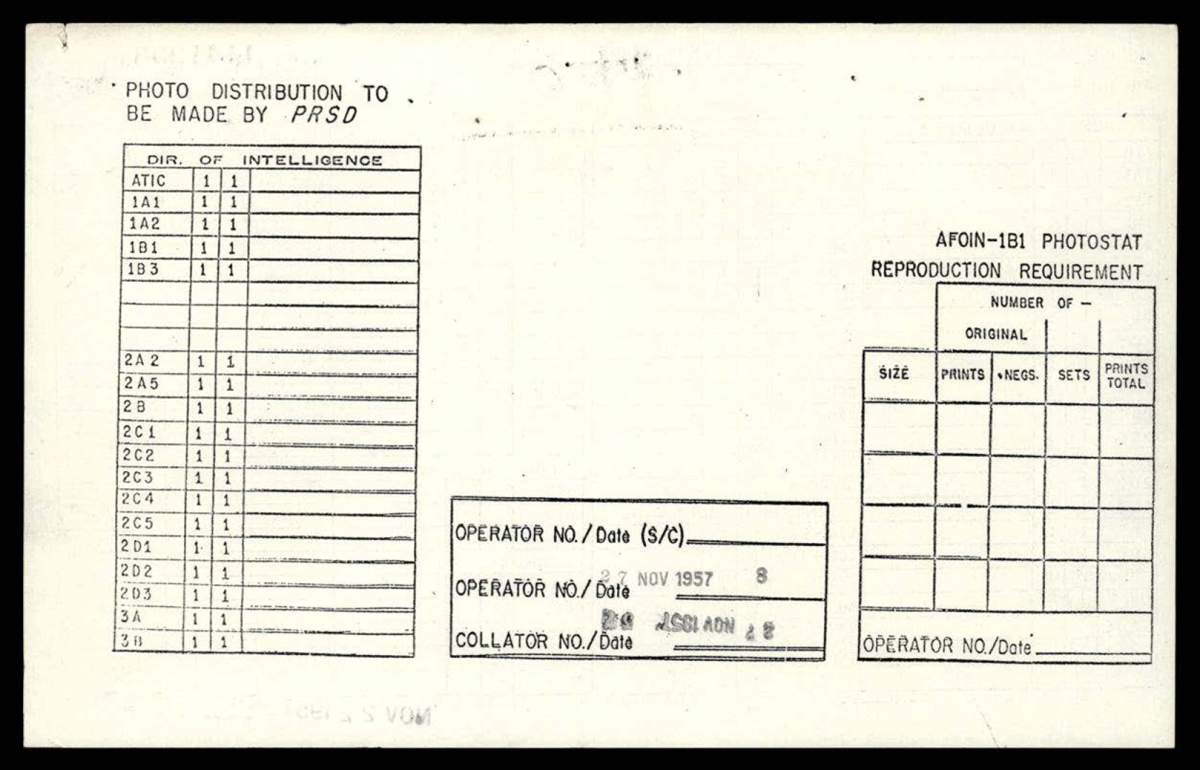 PHOTO DISTRIBUTION TO
BE MADE BY PRSD
DIR. OF INTELLIGENCE
ATIC 1 1
1A1 1 1
1A2 1 1
1B1 1 1
1B3 1 1
2A2 1 1
2A5 1 1
2B 1 1
2C1 1 1
2C2 1 1
2C3 1 1
2C4 1 1
2C5 1 1
2D1 1 1
2D2 1 1
2D3 1 1
3A 1 1
3B 1 1
OPERATOR NO./Date (S/C)
27 NOV 1957 8
OPERATOR NO./Date
NOV 1957
COLLATOR NO./Date
AFOIN-1B1 PHOTOSTAT
REPRODUCTION REQUIREMENT
NUMBER OF -
ORIGINAL
SIZE PRINTS NEGS. SETS PRINTS TOTAL
OPERATOR NO./Date
NOV